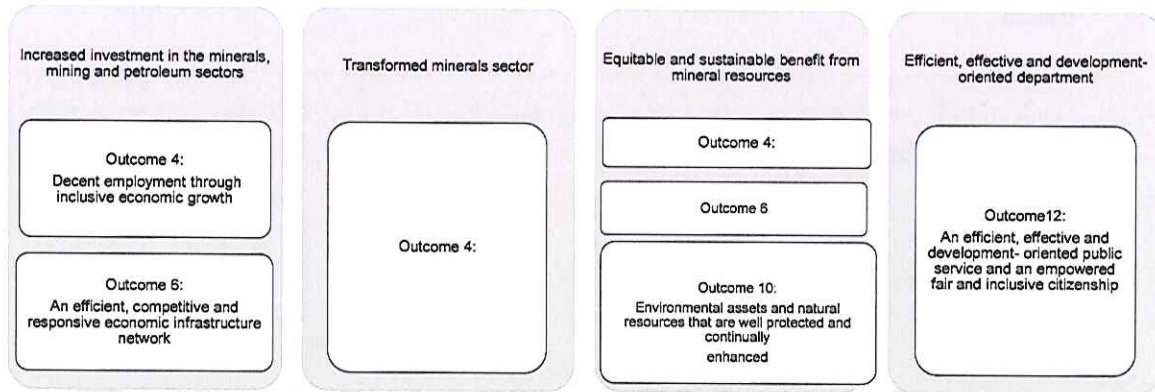 Increased investment in the minerals,
mining and petroleum sectors
Outcome 4:
Decent employment through
inclusive economic growth
Outcome 6:
An efficient, competitive and
responsive economic infrastructure
network
Transformed minerals sector
Outcome 4:
Equitable and sustainable benefit from
mineral resources
Outcome 4:
Outcome 6
Outcome 10:
Environmental assets and natural
resources that are well protected and
continually
enhanced
Efficient, effective and development-
oriented department
Outcome12:
An efficient, effective and
development- oriented public
service and an empowered
fair and inclusive citizenship